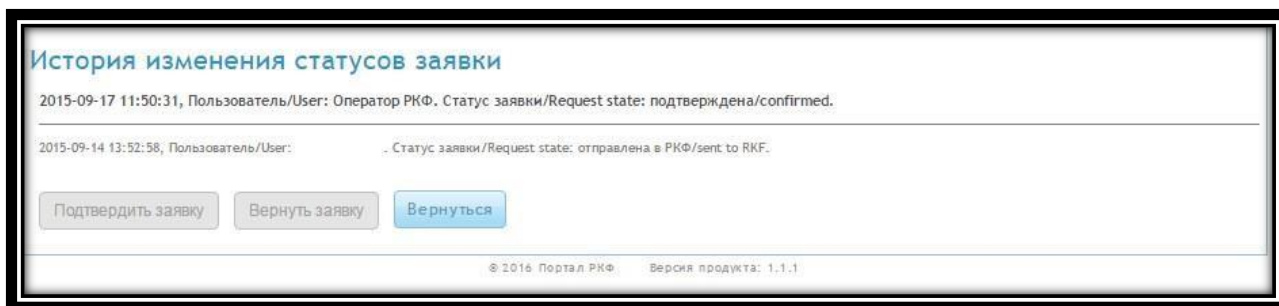 История изменения статусов заявки
2015-09-17 11:50:31, Пользователь/User: Оператор РКФ. Статус заявки/Request state: подтверждена/confirmed.
2015-09-14 13:52:58, Пользователь/User: . Статус заявки/Request state: отправлена в РКФ/sent to RKF.
Подтвердить заявку Вернуть заявку Вернуться
© 2016 Портал РКФ Версия продукта: 1.1.1